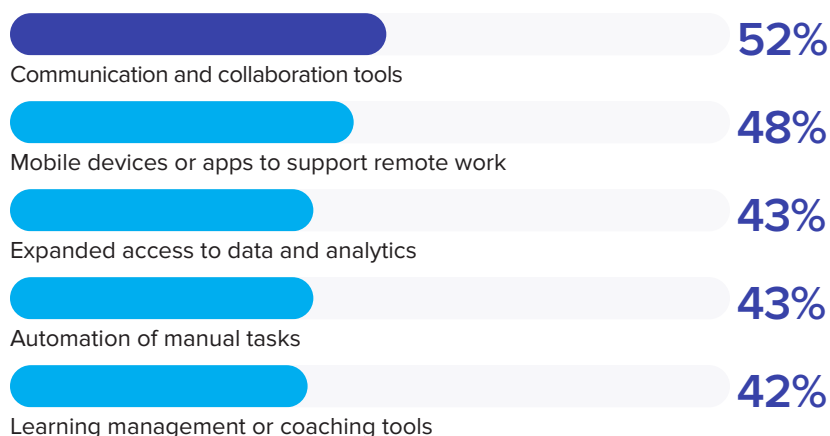 52%
Communication and collaboration tools
48%
Mobile devices or apps to support remote work
43%
Expanded access to data and analytics
43%
Automation of manual tasks
42%
Learning management or coaching tools